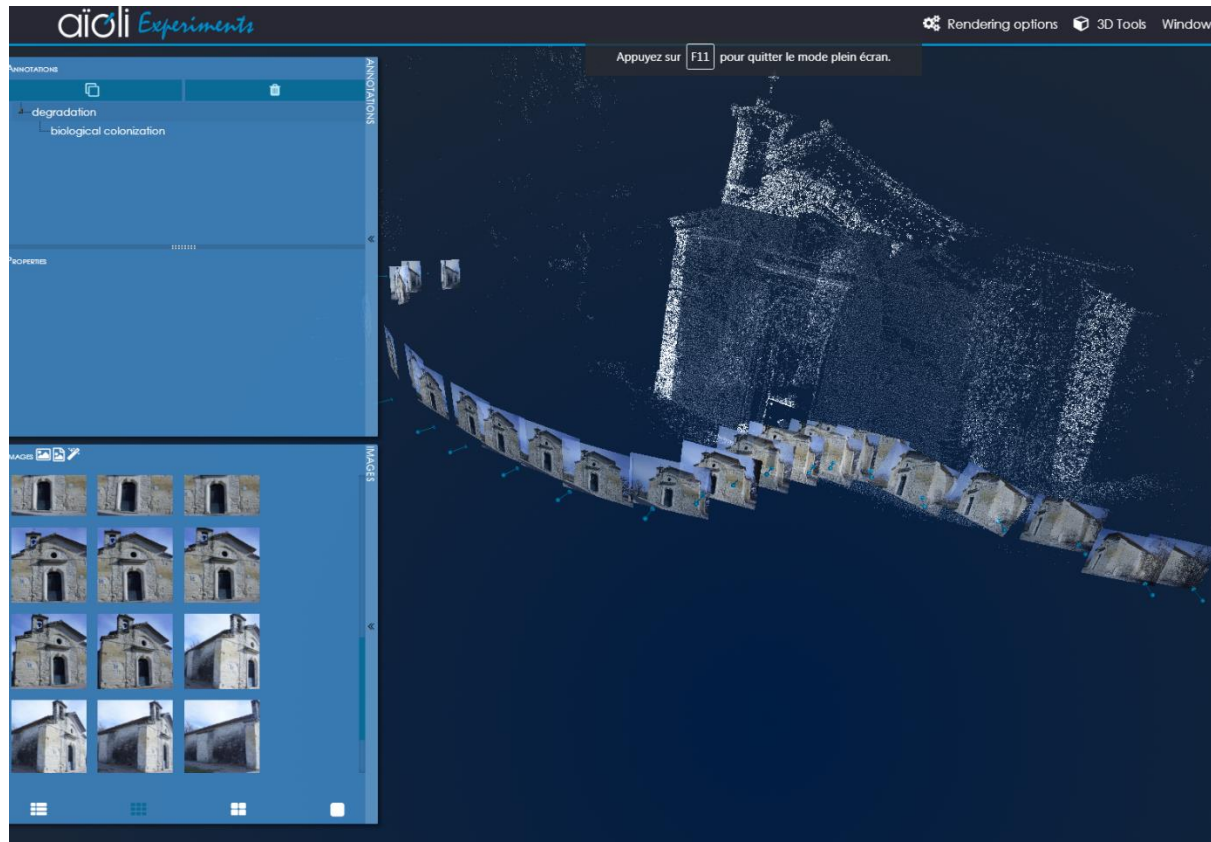 aïoli Experiments
Rendering options
3D Tools
Window
Appuyez sur F11 pour quitter le mode plein écran.
ANNOTATIONS
ANNOTATIONS
degradation
biological colonization
PROPERTIES
IMAGES
IMAGES